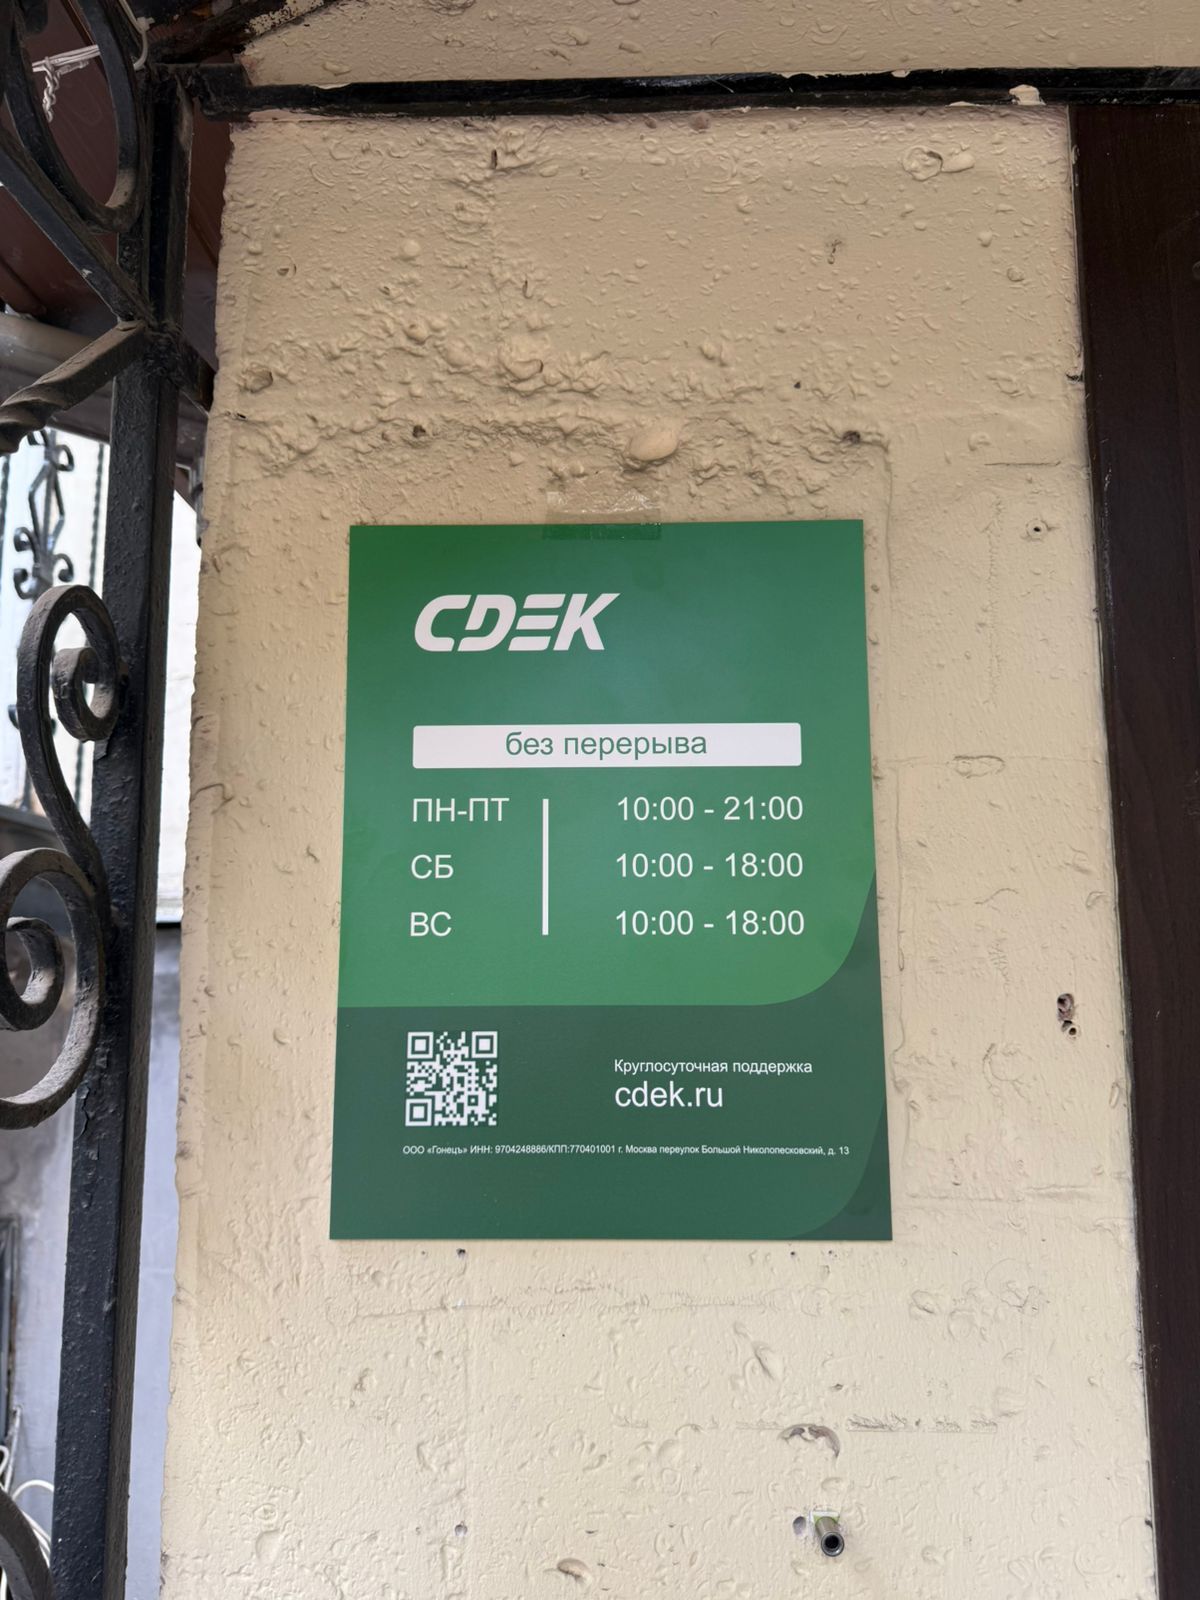 CDEK
без перерыва
ПН-ПТ 10:00 - 21:00
СБ 10:00 - 18:00
ВС 10:00 - 18:00
Круглосуточная поддержка
cdek.ru
ООО «Гонецъ» ИНН: 9704248886/КПП:770401001 г. Москва переулок Большой Николопесковский, д. 13